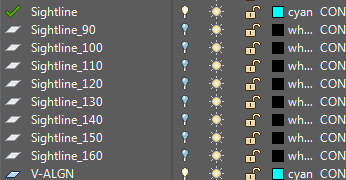 Sightline cyan CON
Sightline_90 wh... CON
Sightline_100 wh... CON
Sightline_110 wh... CON
Sightline_120 wh... CON
Sightline_130 wh... CON
Sightline_140 wh... CON
Sightline_150 wh... CON
Sightline_160 wh... CON
V-ALGN cyan CON